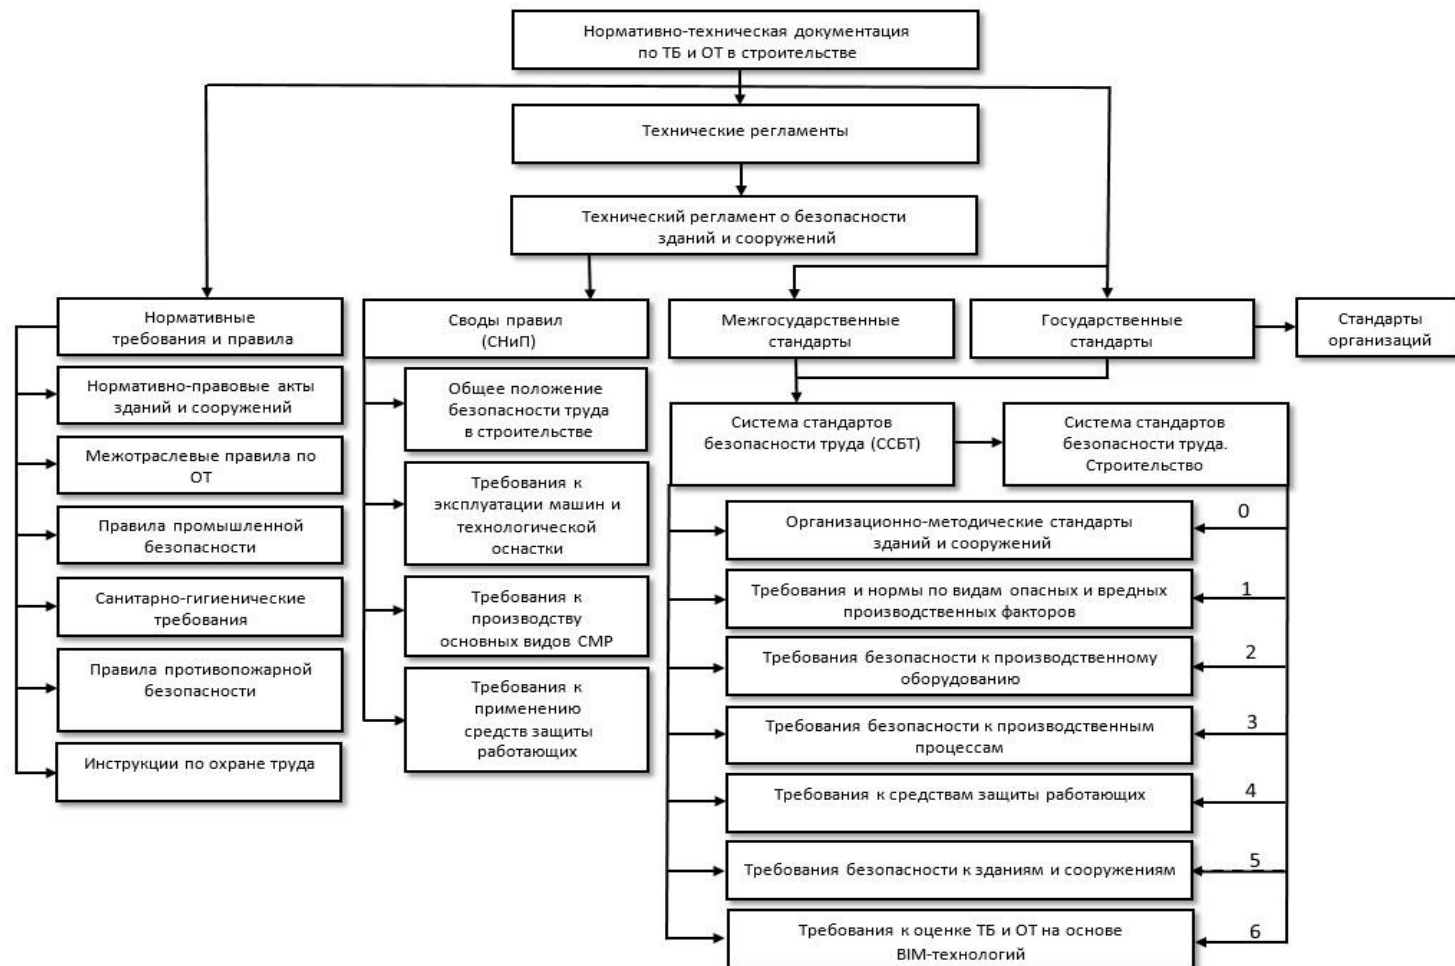 Нормативно-техническая документация
по ТБ и ОТ в строительстве
Технические регламенты
Технический регламент о безопасности
зданий и сооружений
Нормативные
требования и правила
Нормативно-правовые акты
зданий и сооружений
Межотраслевые правила по
ОТ
Правила промышленной
безопасности
Санитарно-гигиенические
требования
Правила противопожарной
безопасности
Инструкции по охране труда
Своды правил
(СНиП)
Общее положение
безопасности труда
в строительстве
Требования к
эксплуатации машин и
технологической
оснастки
Требования к
производству
основных видов СМР
Требования к
применению
средств защиты
работающих
Межгосударственные
стандарты
Государственные
стандарты
Стандарты
организаций
Система стандартов
безопасности труда (ССБТ)
Система стандартов
безопасности труда.
Строительство
Организационно-методические стандарты
зданий и сооружений
0
Требования и нормы по видам опасных и вредных
производственных факторов
1
Требования безопасности к производственному
оборудованию
2
Требования безопасности к производственным
процессам
3
Требования к средствам защиты работающих
4
Требования безопасности к зданиям и сооружениям
5
Требования к оценке ТБ и ОТ на основе
BIM-технологий
6